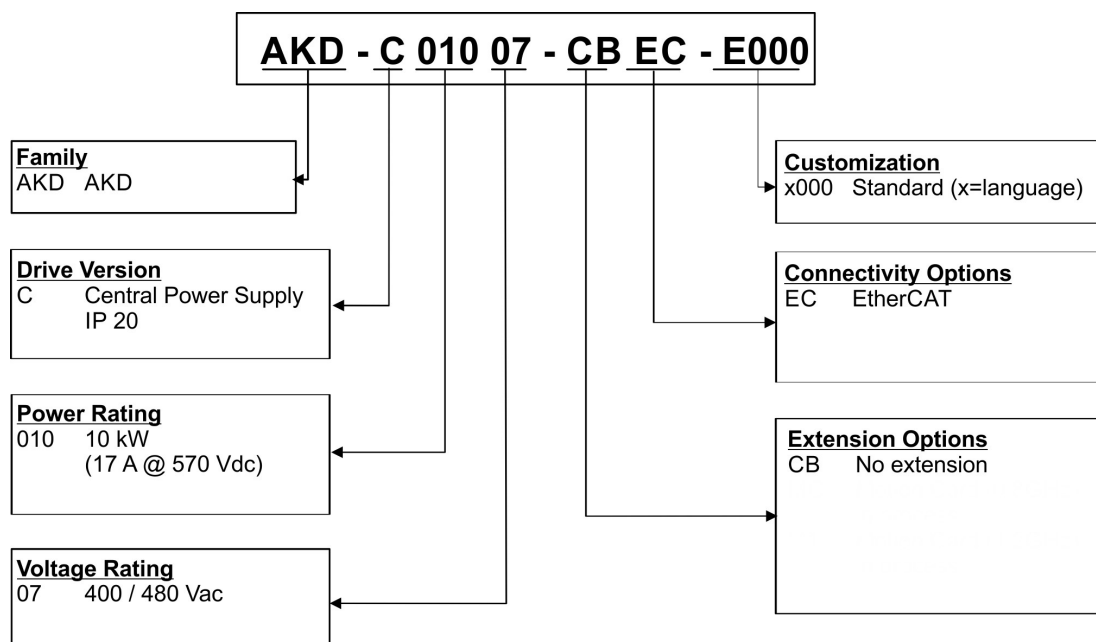 AKD - C 010 07 - CB EC - E000
Family
AKD AKD
Drive Version
C Central Power Supply
IP 20
Power Rating
010 10 kW
(17 A @ 570 Vdc)
Voltage Rating
07 400 / 480 Vac
Customization
x000 Standard (x=language)
Connectivity Options
EC EtherCAT
Extension Options
CB No extension